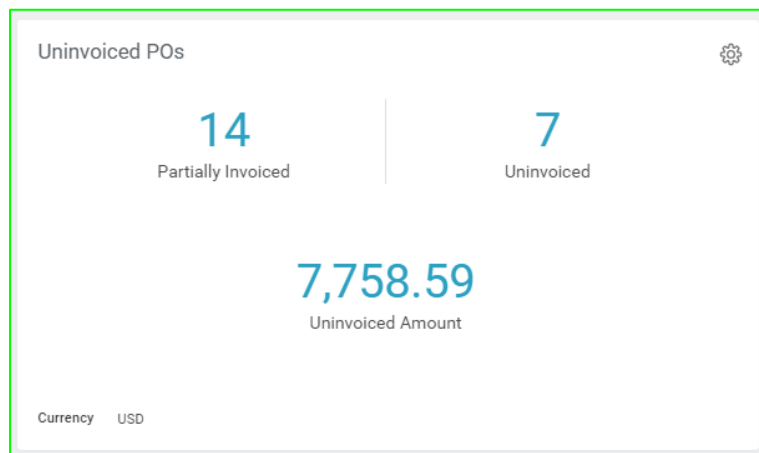 Uninvoiced POs
14
7
Partially Invoiced
Uninvoiced
7,758.59
Uninvoiced Amount
Currency USD